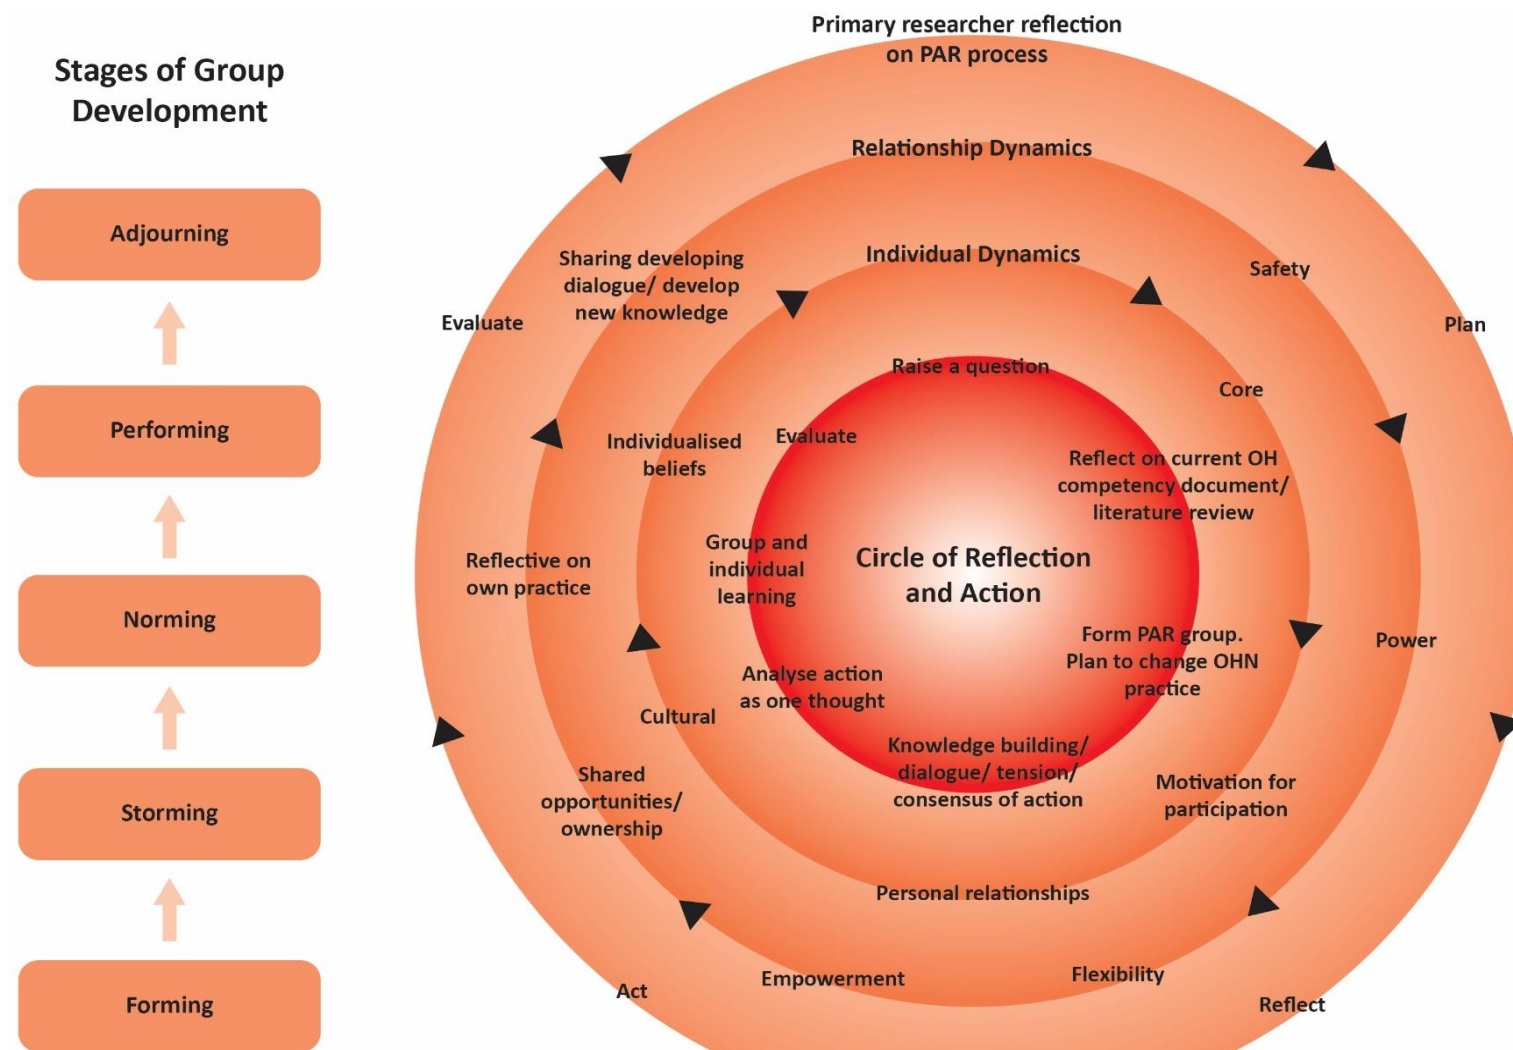 Stages of Group
Development
Adjourning
Performing
Norming
Storming
Forming
Primary researcher reflection
on PAR process
Plan
Reflect
Act
Evaluate
Relationship Dynamics
Safety
Power
Flexibility
Empowerment
Shared
opportunities/
ownership
Reflective on
own practice
Sharing developing
dialogue/ develop
new knowledge
Individual Dynamics
Core
Motivation for
participation
Personal relationships
Cultural
Individualised
beliefs
Raise a question
Reflect on current OH
competency document/
literature review
Form PAR group.
Plan to change OHN
practice
Knowledge building/
dialogue/ tension/
consensus of action
Analyse action
as one thought
Group and
individual
learning
Evaluate
Circle of Reflection
and Action